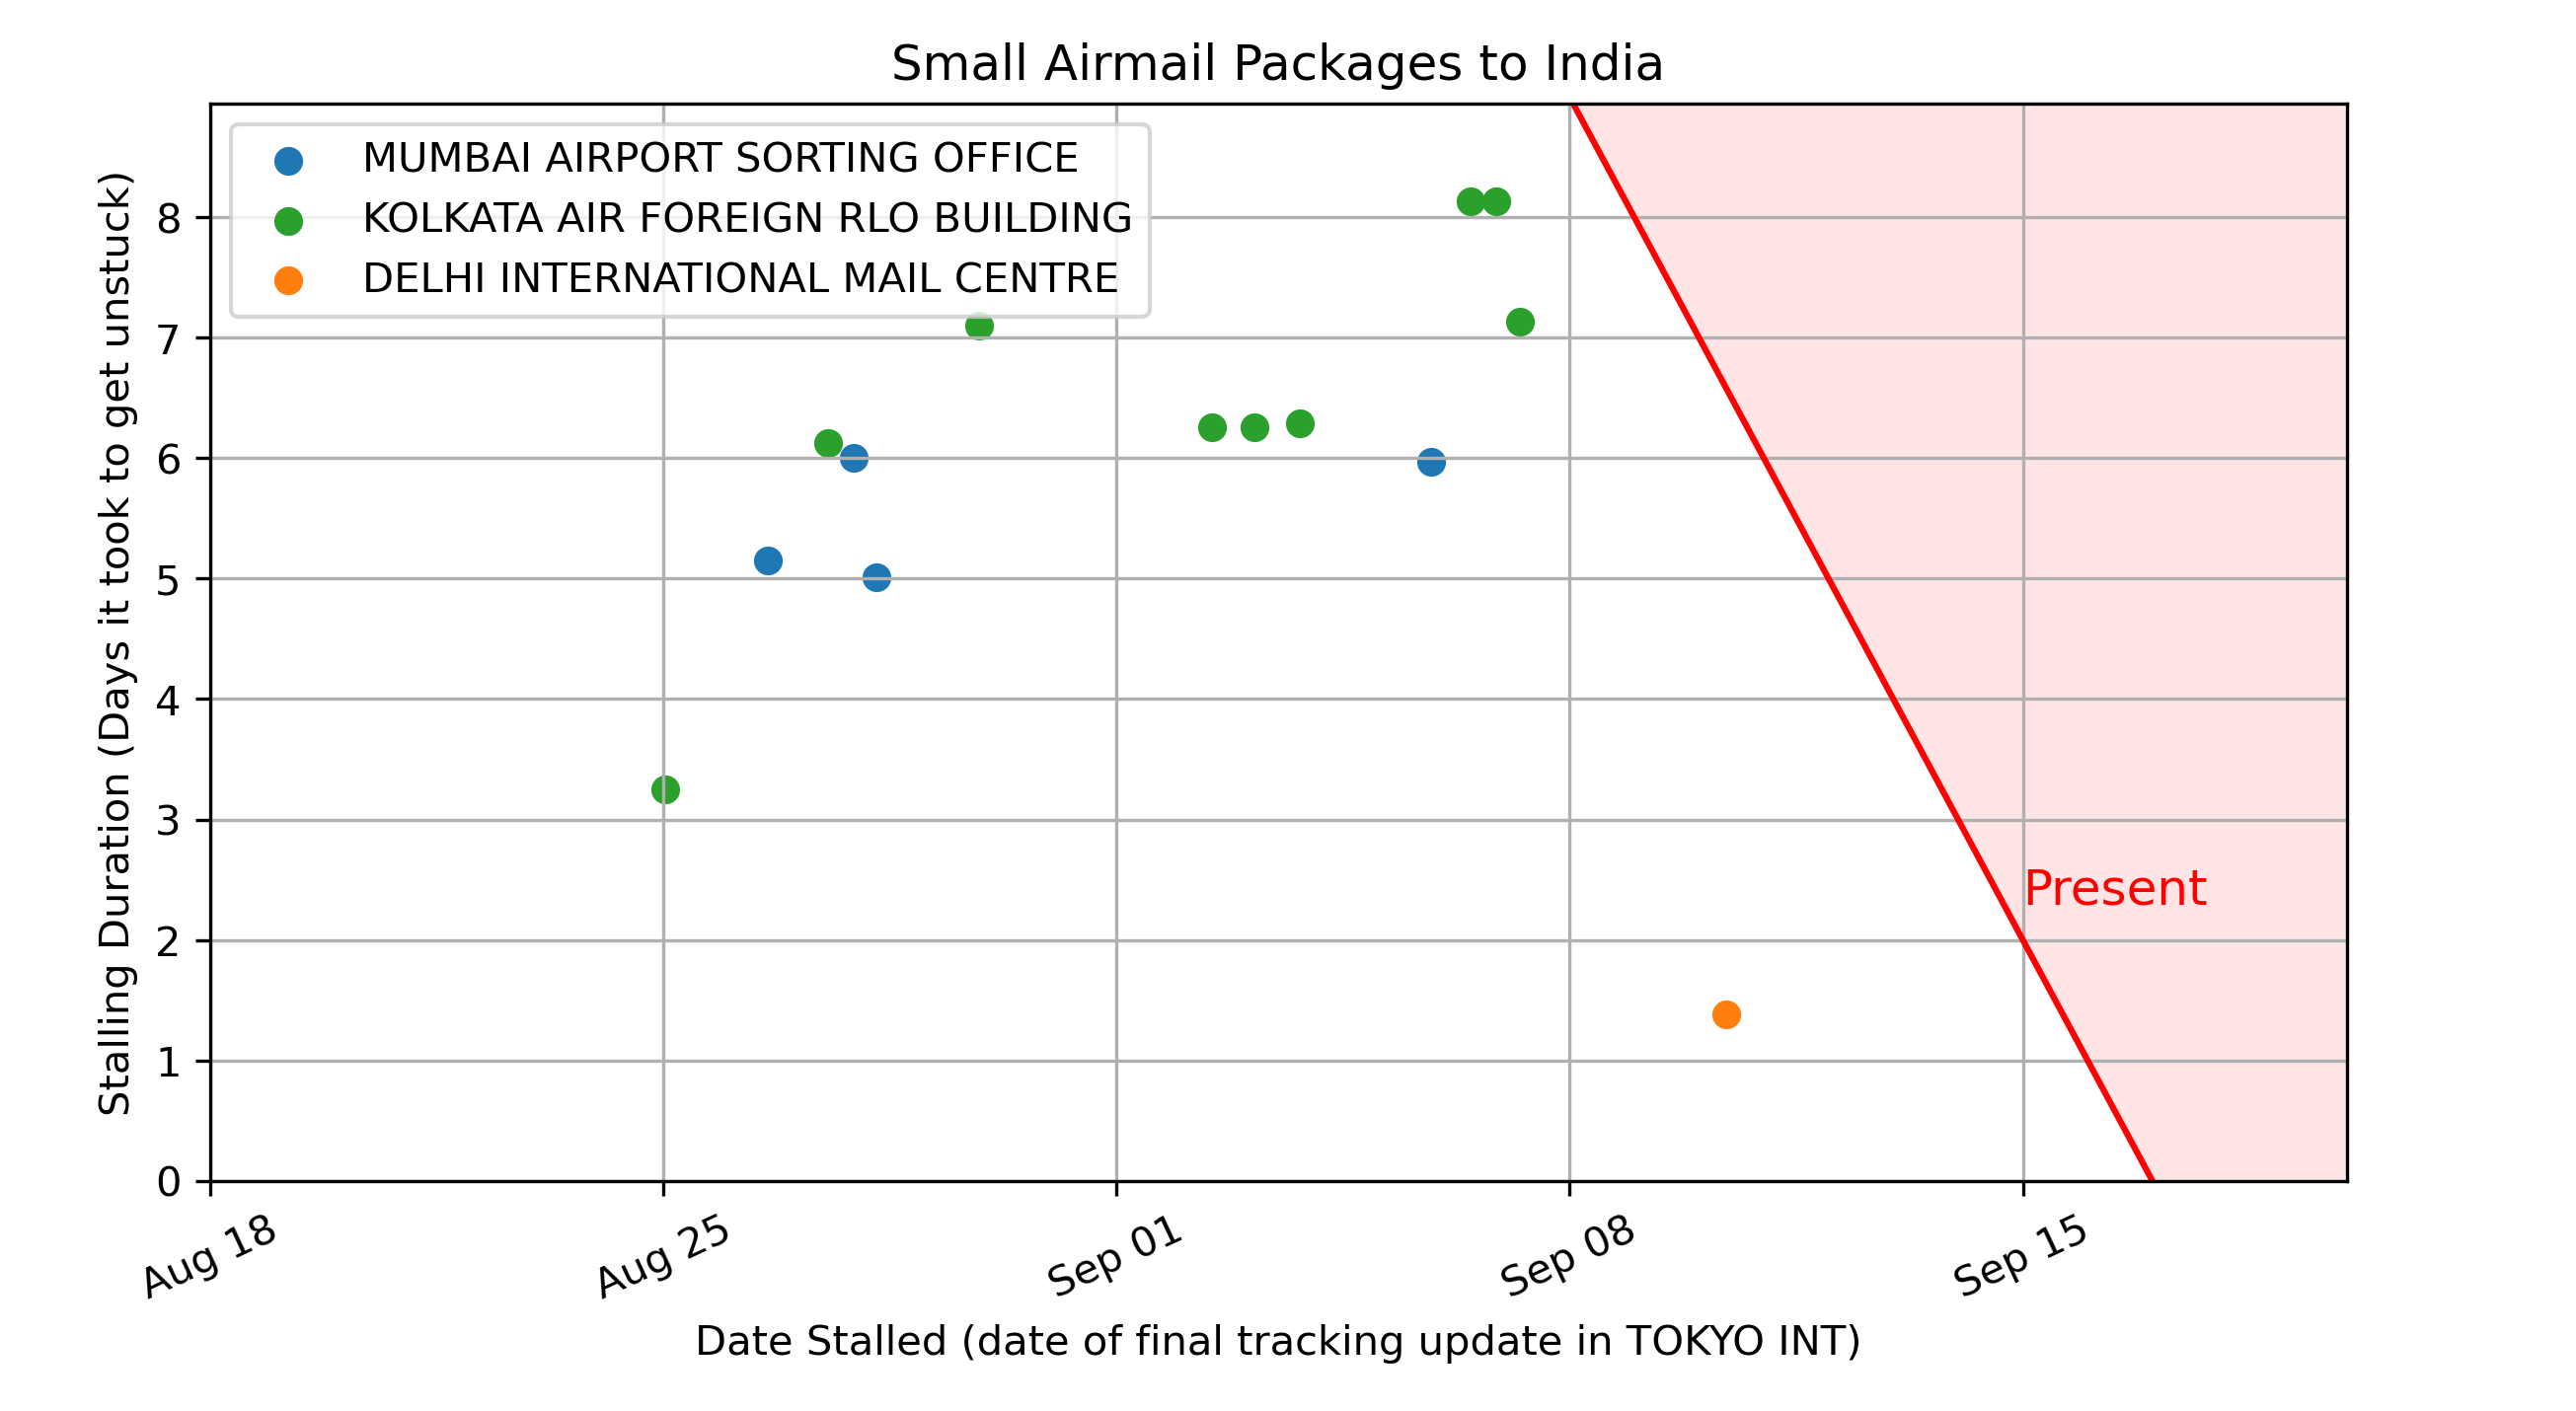 Small Airmail Packages to India
MUMBAI AIRPORT SORTING OFFICE
KOLKATA AIR FOREIGN RLO BUILDING
DELHI INTERNATIONAL MAIL CENTRE
Stalling Duration (Days it took to get unstuck)
8
7
6
5
4
3
2
1
0
Present
Aug 18
Aug 25
Sep 01
Sep 08
Sep 15
Date Stalled (date of final tracking update in TOKYO INT)